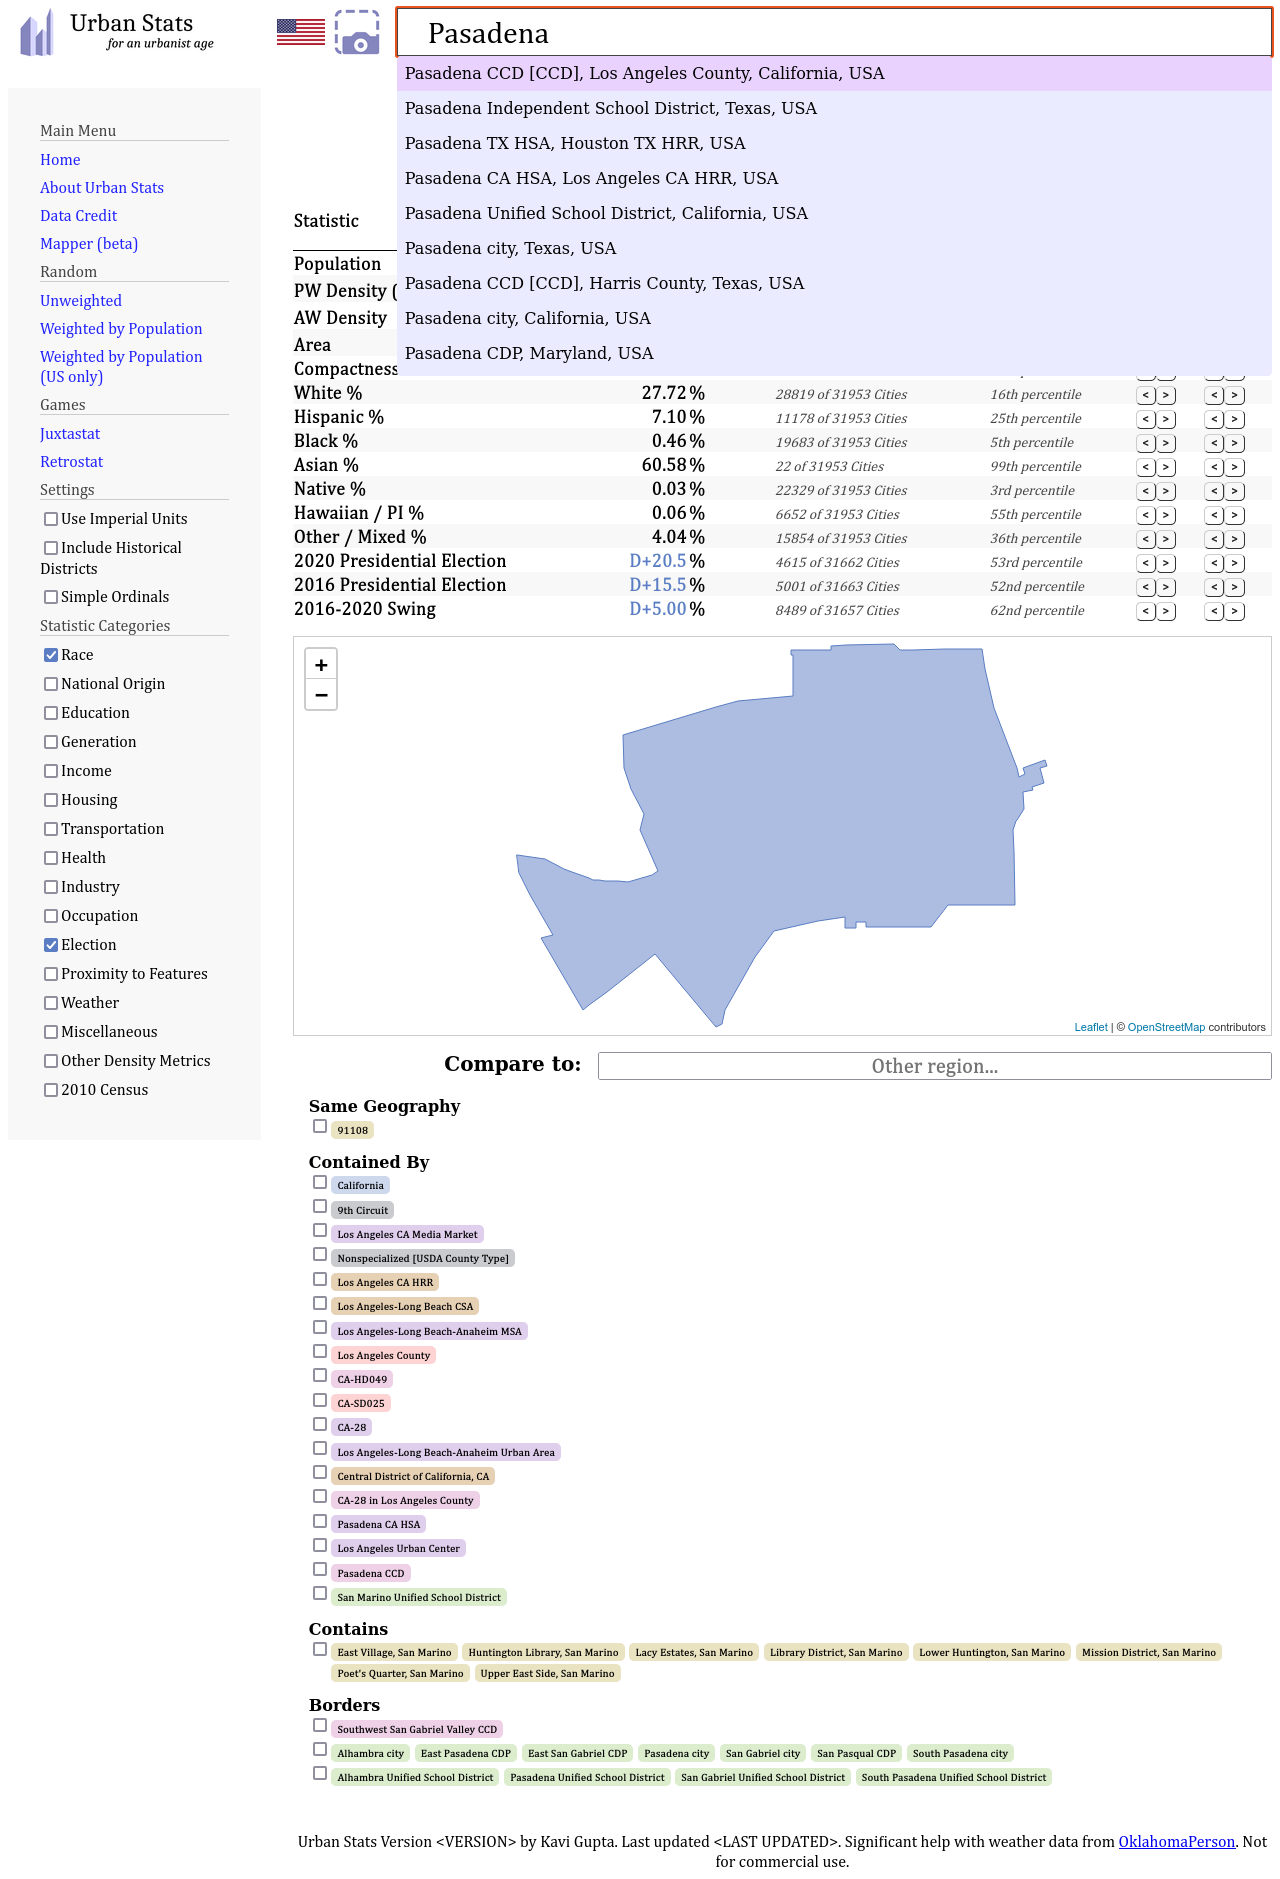 Urban Stats
for an urbanist age
Pasadena
Pasadena CCD [CCD], Los Angeles County, California, USA
Pasadena Independent School District, Texas, USA
Pasadena TX HSA, Houston TX HRR, USA
Pasadena CA HSA, Los Angeles CA HRR, USA
Pasadena Unified School District, California, USA
Pasadena city, Texas, USA
Pasadena CCD [CCD], Harris County, Texas, USA
Pasadena city, California, USA
Pasadena CDP, Maryland, USA
Main Menu
Home
About Urban Stats
Data Credit
Mapper (beta)
Random
Unweighted
Weighted by Population
Weighted by Population
(US only)
Games
Juxtastat
Retrostat
Settings
Use Imperial Units
Include Historical
Districts
Simple Ordinals
Statistic Categories
Race
National Origin
Education
Generation
Income
Housing
Transportation
Health
Industry
Occupation
Election
Proximity to Features
Weather
Miscellaneous
Other Density Metrics
2010 Census
Statistic
Population
PW Density (
AW Density
Area
Compactness
White % 27.72 % 28819 of 31953 Cities 16th percentile < > < >
Hispanic % 7.10 % 11178 of 31953 Cities 25th percentile < > < >
Black % 0.46 % 19683 of 31953 Cities 5th percentile < > < >
Asian % 60.58 % 22 of 31953 Cities 99th percentile < > < >
Native % 0.03 % 22329 of 31953 Cities 3rd percentile < > < >
Hawaiian / PI % 0.06 % 6652 of 31953 Cities 55th percentile < > < >
Other / Mixed % 4.04 % 15854 of 31953 Cities 36th percentile < > < >
2020 Presidential Election D+20.5 % 4615 of 31662 Cities 53rd percentile < > < >
2016 Presidential Election D+15.5 % 5001 of 31663 Cities 52nd percentile < > < >
2016-2020 Swing D+5.00 % 8489 of 31657 Cities 62nd percentile < > < >
+
−
Leaflet | © OpenStreetMap contributors
Compare to: Other region...
Same Geography
91108
Contained By
California
9th Circuit
Los Angeles CA Media Market
Nonspecialized [USDA County Type]
Los Angeles CA HRR
Los Angeles-Long Beach CSA
Los Angeles-Long Beach-Anaheim MSA
Los Angeles County
CA-HD049
CA-SD025
CA-28
Los Angeles-Long Beach-Anaheim Urban Area
Central District of California, CA
CA-28 in Los Angeles County
Pasadena CA HSA
Los Angeles Urban Center
Pasadena CCD
San Marino Unified School District
Contains
East Village, San Marino Huntington Library, San Marino Lacy Estates, San Marino Library District, San Marino Lower Huntington, San Marino Mission District, San Marino
Poet's Quarter, San Marino Upper East Side, San Marino
Borders
Southwest San Gabriel Valley CCD
Alhambra city East Pasadena CDP East San Gabriel CDP Pasadena city San Gabriel city San Pasqual CDP South Pasadena city
Alhambra Unified School District Pasadena Unified School District San Gabriel Unified School District South Pasadena Unified School District
Urban Stats Version <VERSION> by Kavi Gupta. Last updated <LAST UPDATED>. Significant help with weather data from OklahomaPerson. Not
for commercial use.